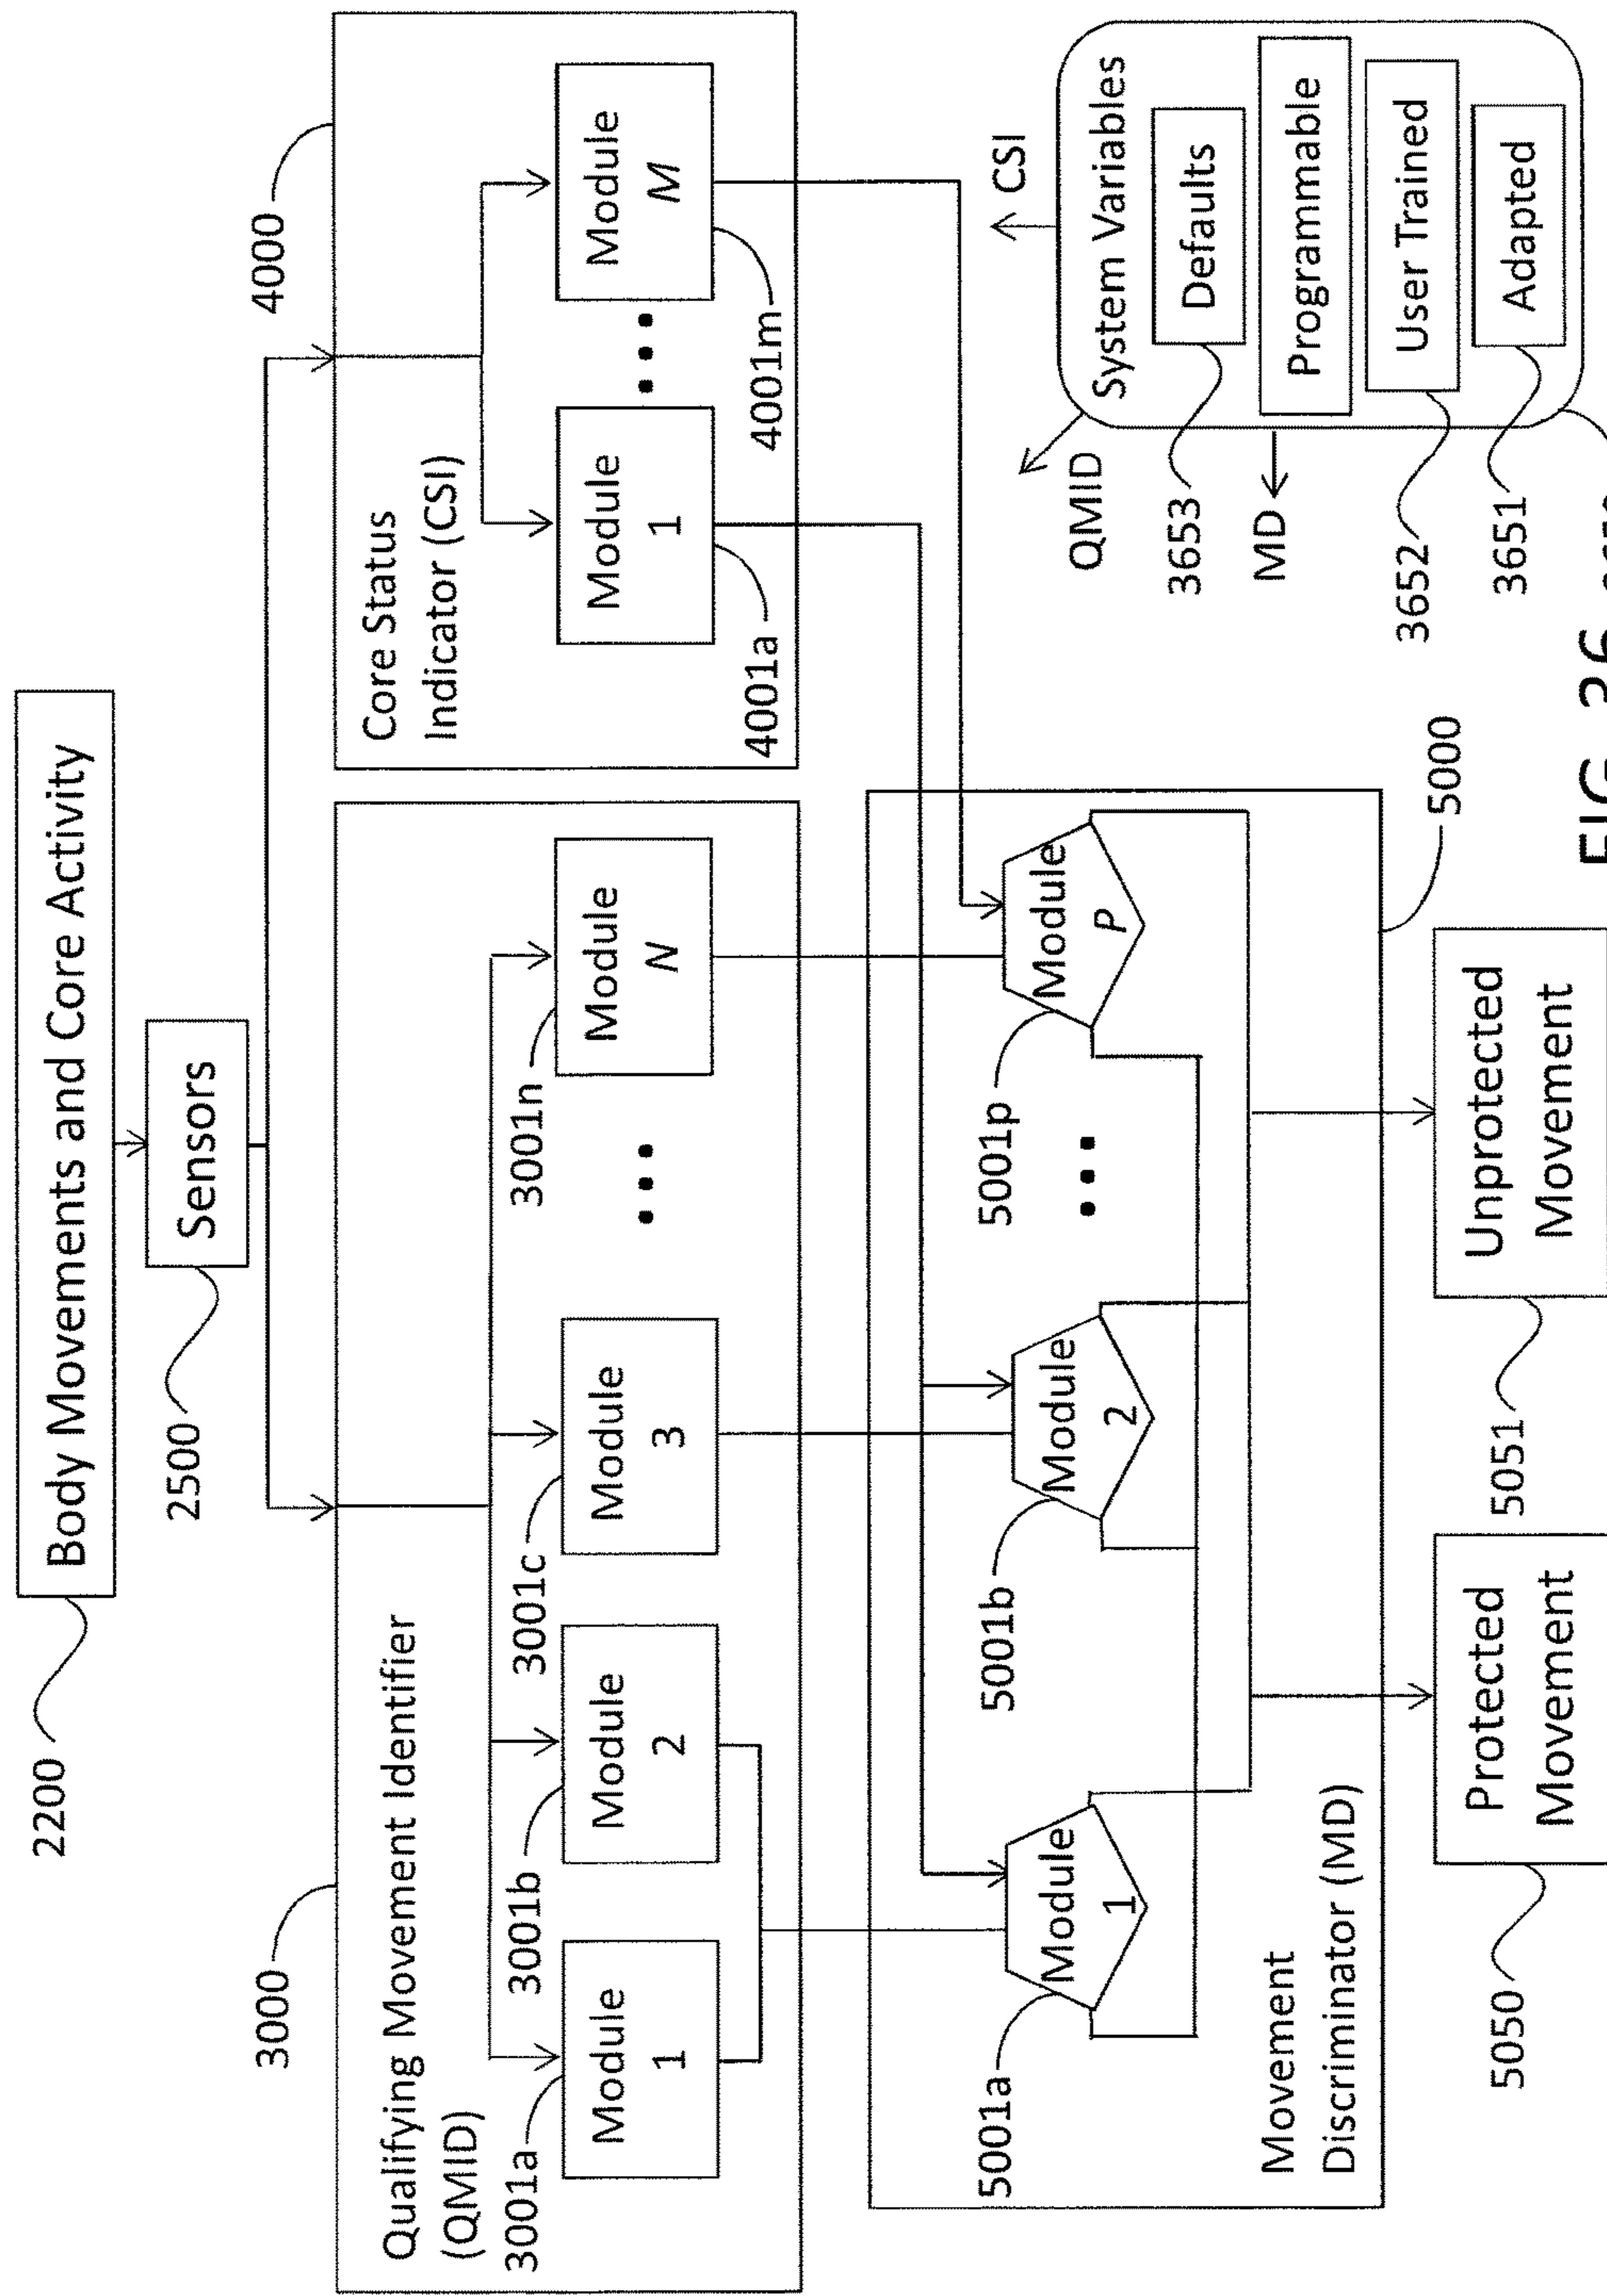 Body Movements and Core Activity
2200
Sensors
2500
3000
4000
Qualifying Movement Identifier
(QMID)
3001a
Module
1
3001b
Module
2
3001c
Module
3
3001n
Module
N
Core Status
Indicator (CSI)
4001a
Module
1
4001m
Module
M
5001a
Module
1
5001b
Module
2
5001p
Module
P
Movement
Discriminator (MD)
5000
5050
Protected
Movement
5051
Unprotected
Movement
CSI
QMID
MD
System Variables
3653
Defaults
Programmable
3652
User Trained
3651
Adapted
FIG. 36